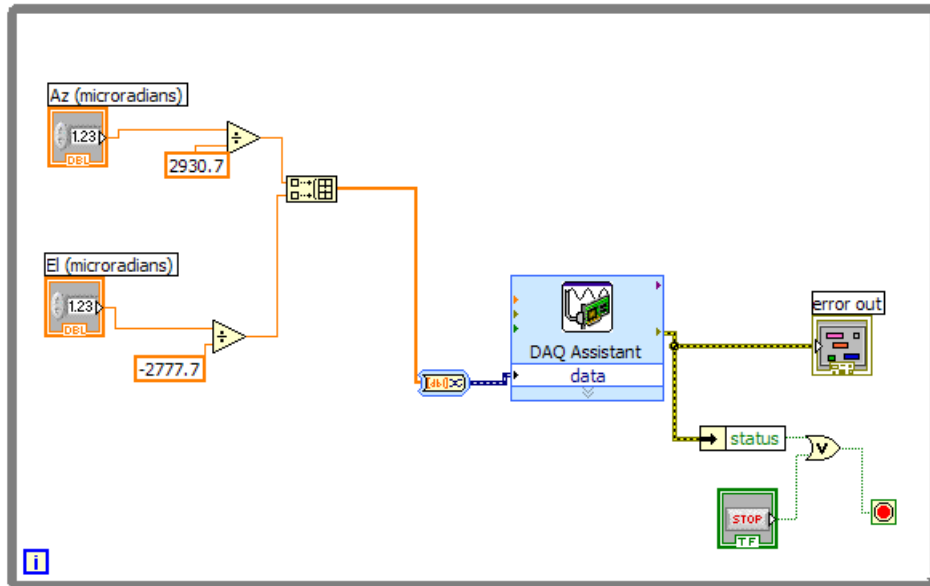 Az (microradians)
1.23
DBL
÷
2930.7
El (microradians)
1.23
DBL
÷
-2777.7
[dbl]
DAQ Assistant
data
error out
status
V
STOP
TF
i